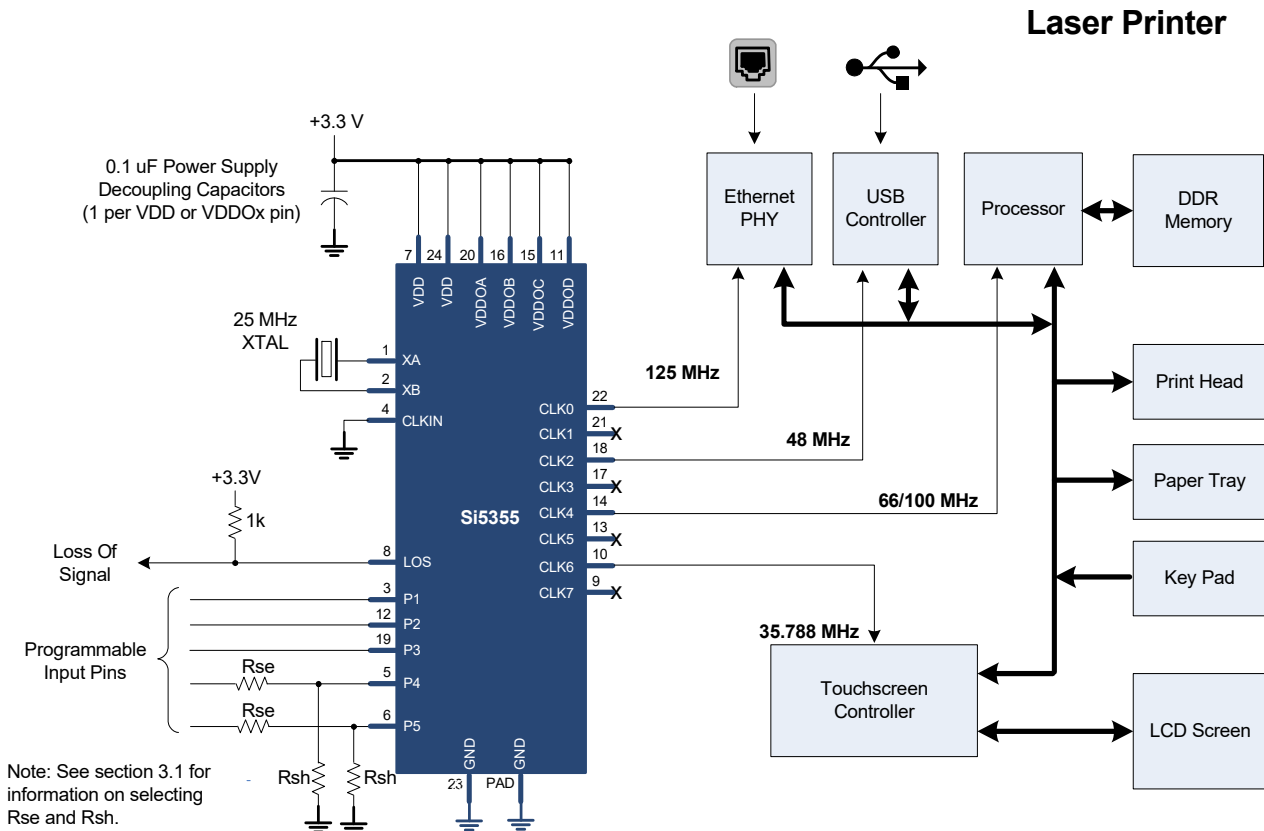 Laser Printer
+3.3 V
0.1 uF Power Supply
Decoupling Capacitors
(1 per VDD or VDDOx pin)
7
24
20
16
15
11
VDD
VDD
VDDOA
VDDOB
VDDOC
VDDOD
25 MHz
XTAL
1
XA
2
XB
4
CLKIN
+3.3V
1k
Loss Of
Signal
8
LOS
Programmable
Input Pins
3
P1
12
P2
19
P3
Rse
5
P4
Rse
6
P5
Rsh
Rsh
Note: See section 3.1 for
information on selecting
Rse and Rsh.
Si5355
GND
GND
23
PAD
CLK0
22
CLK1
21
X
CLK2
18
CLK3
17
X
CLK4
14
CLK5
13
X
CLK6
10
CLK7
9
X
125 MHz
48 MHz
66/100 MHz
35.788 MHz
Ethernet
PHY
USB
Controller
Processor
DDR
Memory
Print Head
Paper Tray
Key Pad
Touchscreen
Controller
LCD Screen